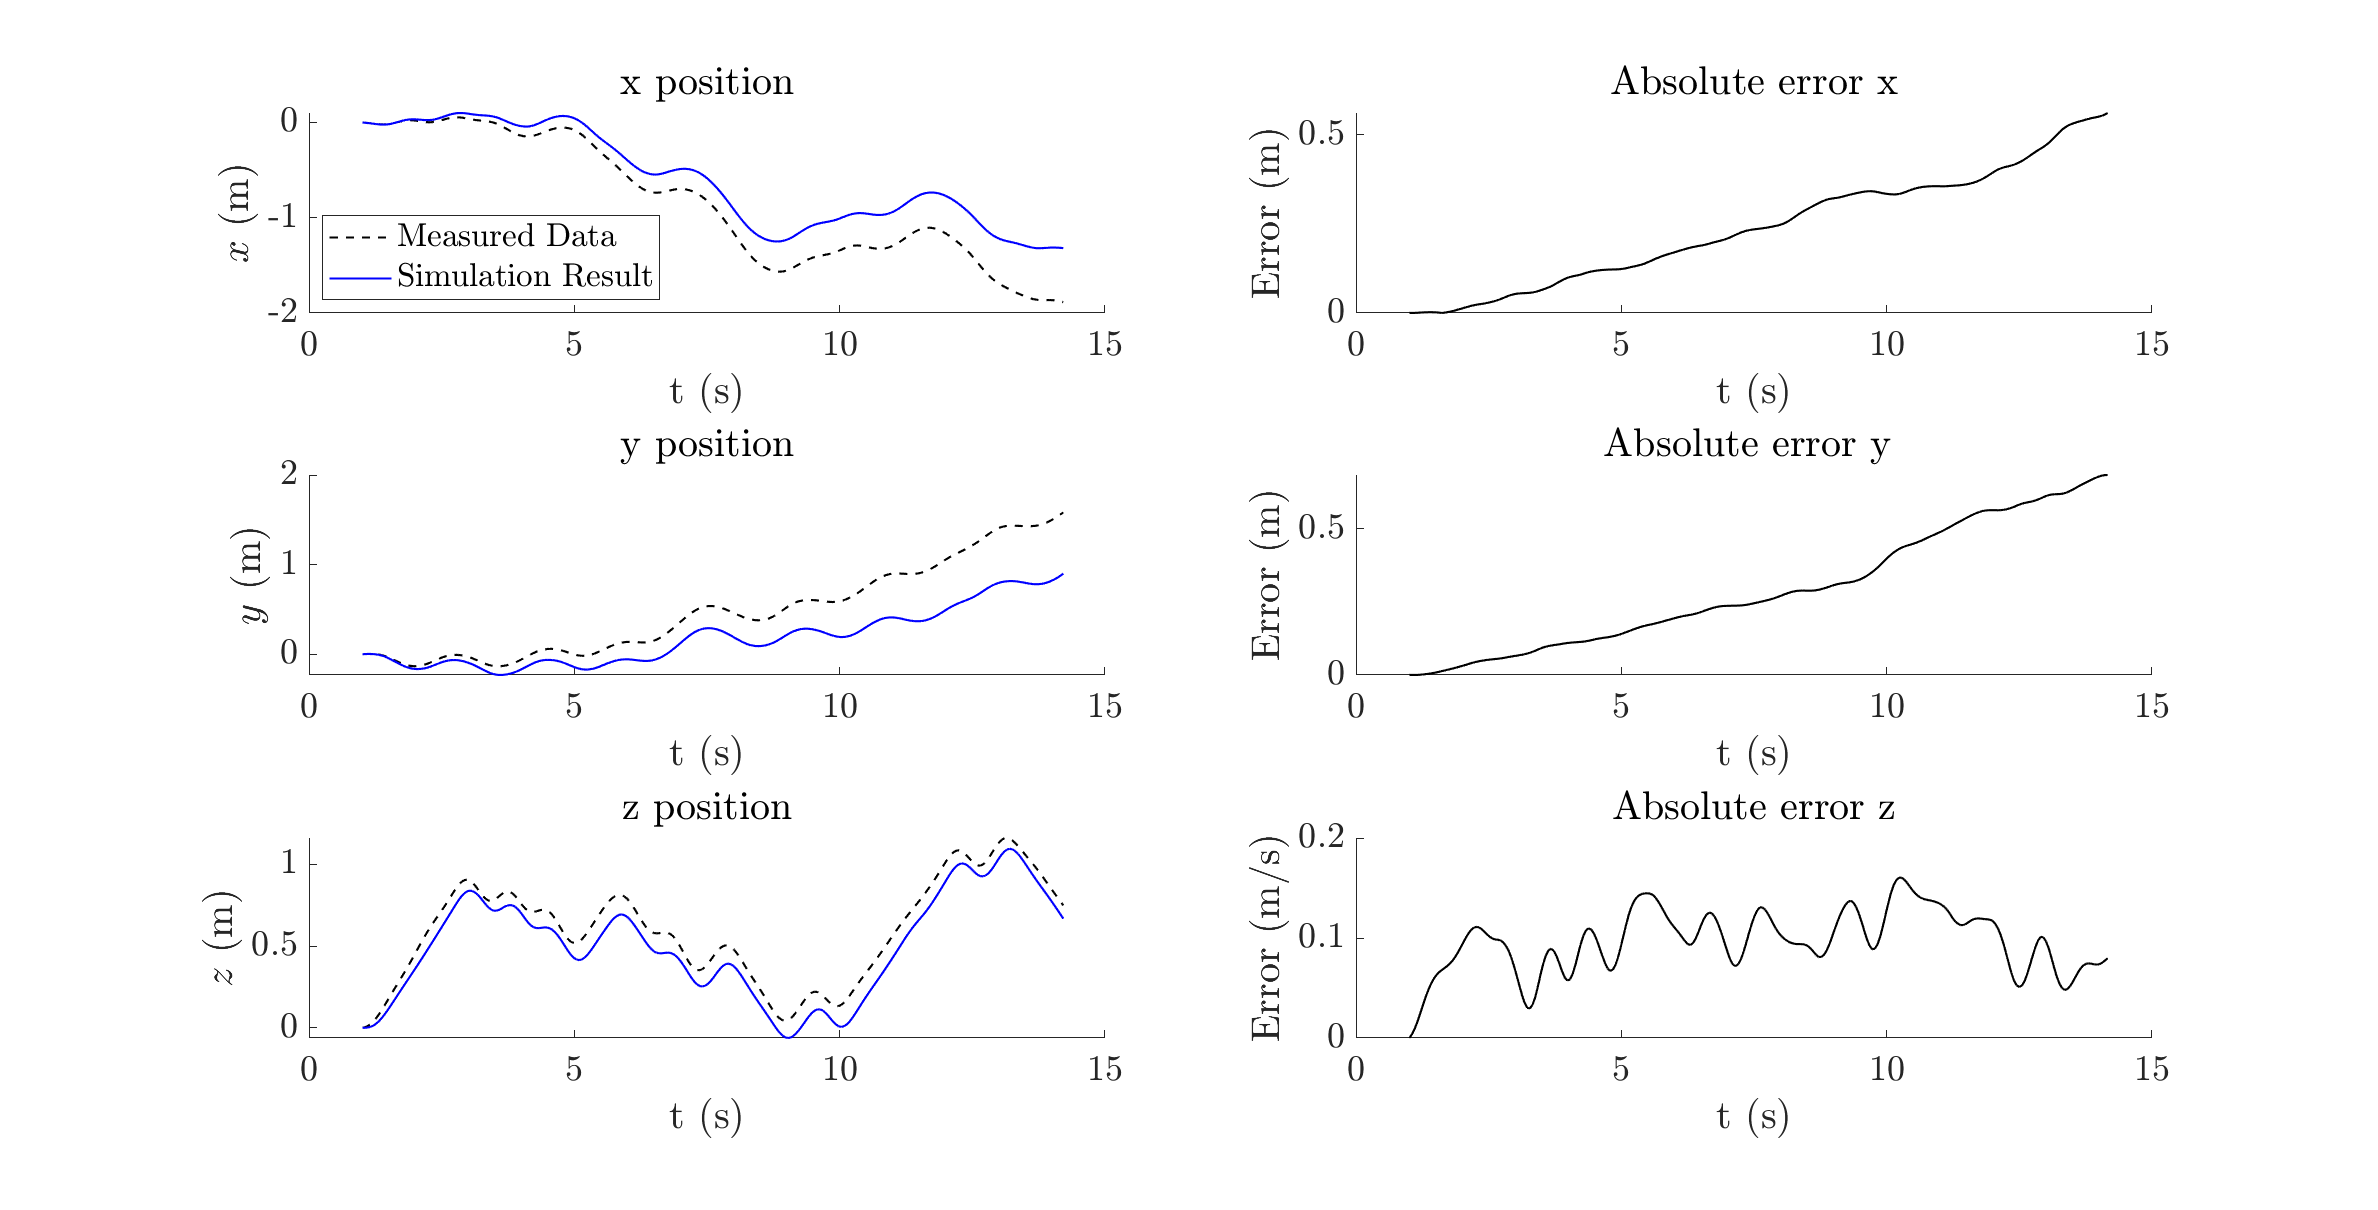 x position
0
-1
-2
x (m)
Measured Data
Simulation Result
0 5 10 15
t (s)
Absolute error x
0.5
0
Error (m)
0 5 10 15
t (s)
y position
2
1
0
y (m)
0 5 10 15
t (s)
Absolute error y
0.5
0
Error (m)
0 5 10 15
t (s)
z position
1
0.5
0
z (m)
0 5 10 15
t (s)
Absolute error z
0.2
0.1
0
Error (m/s)
0 5 10 15
t (s)